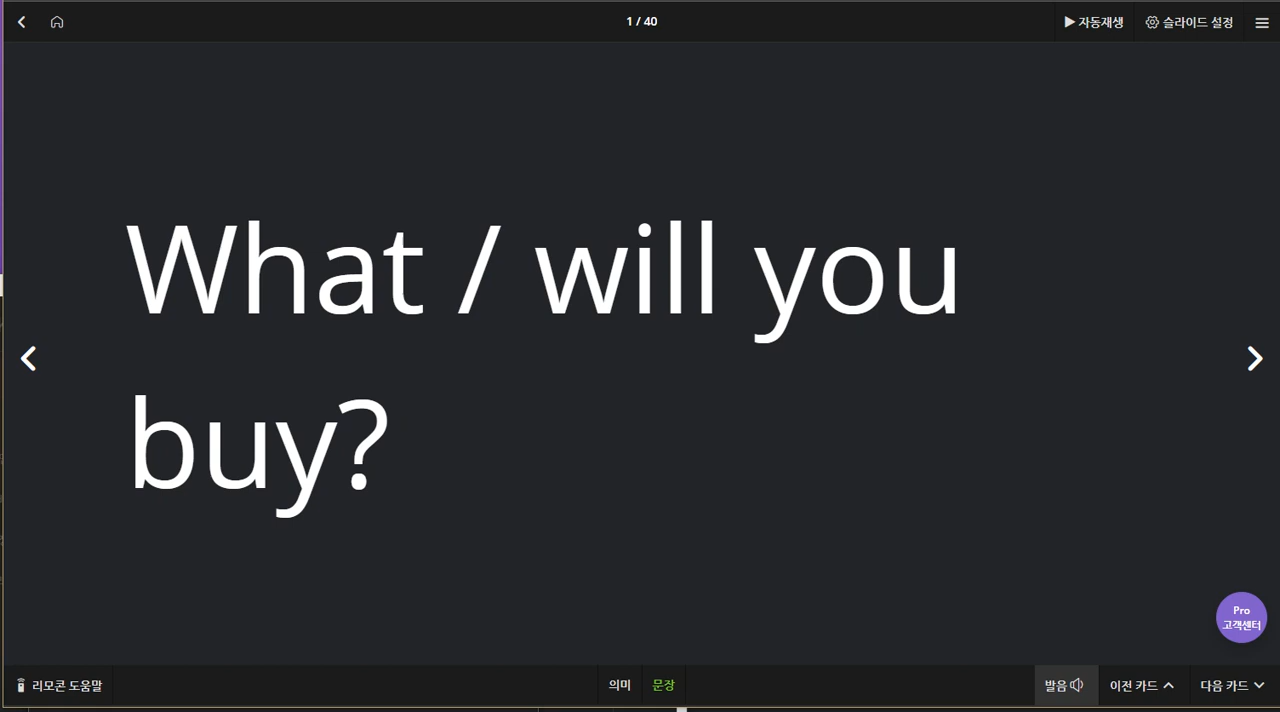 1 / 40
자동재생
슬라이드 설정
What / will you
buy?
Pro
고객센터
리모콘 도움말
의미
문장
발음
이전 카드
다음 카드